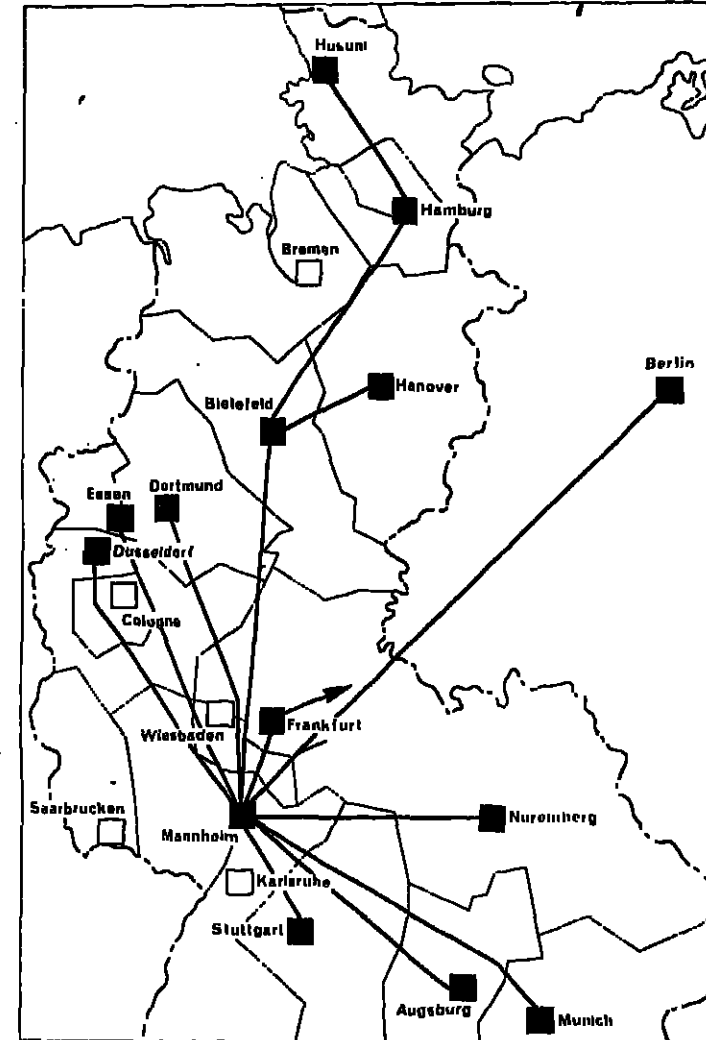 Husum
Hamburg
Bremen
Berlin
Hanover
Bielefeld
Dortmund
Essen
Dusseldorf
Cologne
Frankfurt
Wiesbaden
Saarbrucken
Nuremberg
Mannheim
Karlsruhe
Stuttgart
Augsburg
Munich